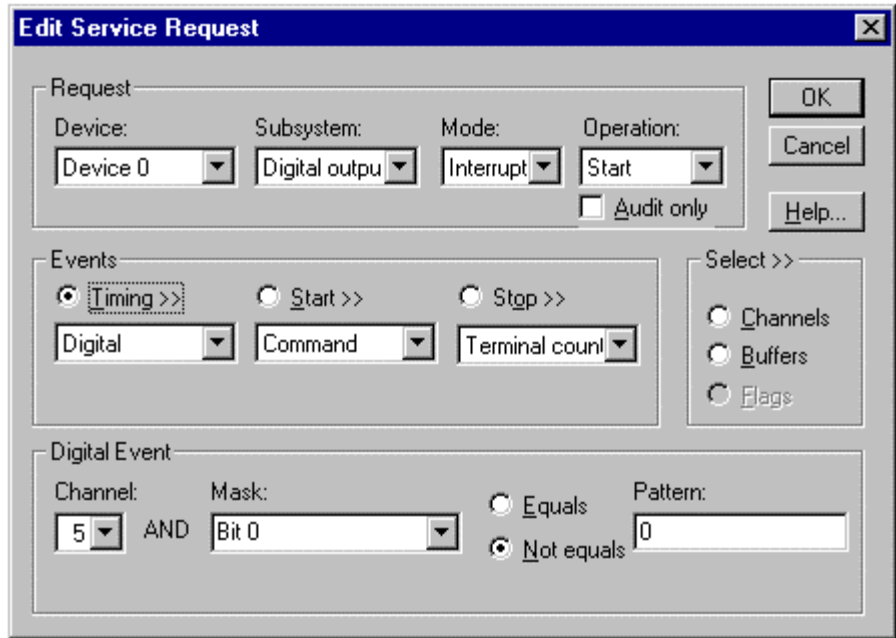 Edit Service Request
Request
OK
Device: Subsystem: Mode: Operation:
Cancel
Device 0 Digital outpu Interrupt Start
Audit only
Help...
Events
Select >>
Timing >> Start >> Stop >>
Channels
Digital Command Terminal count
Buffers
Flags
Digital Event
Channel: Mask: Pattern:
Equals
5 AND Bit 0 0
Not equals